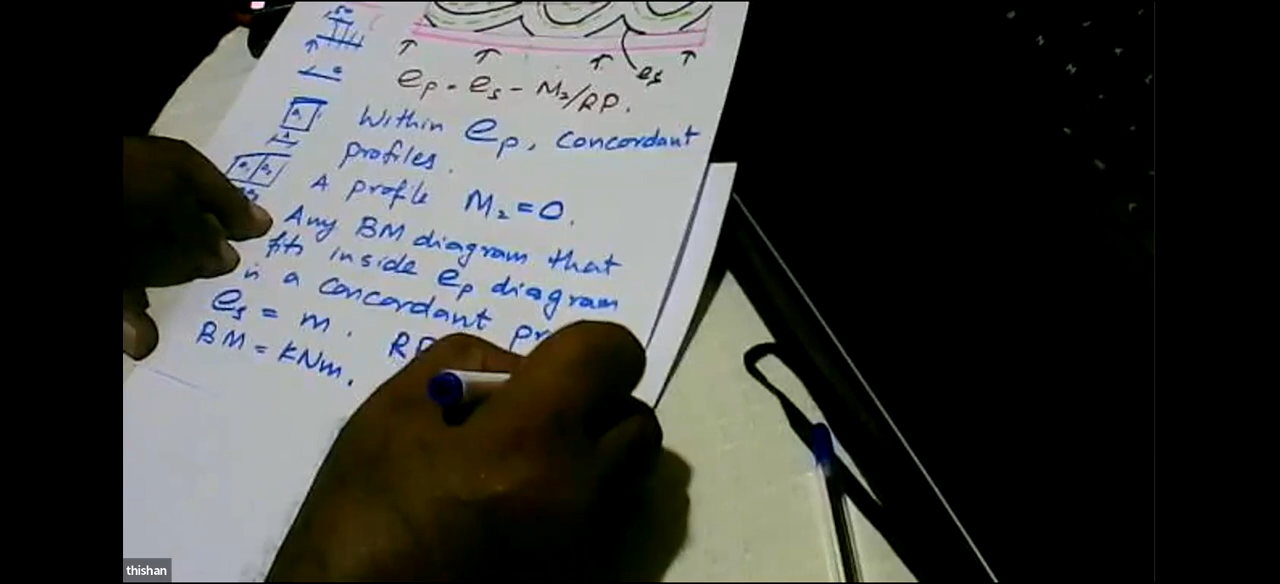 es
ep = es - M2/RP.
Within ep, concordant
profiles.
A profile M2 = 0.
Any BM diagram that
fits inside ep diagram
is a concordant
es = m.
BM = kNm.
thishan